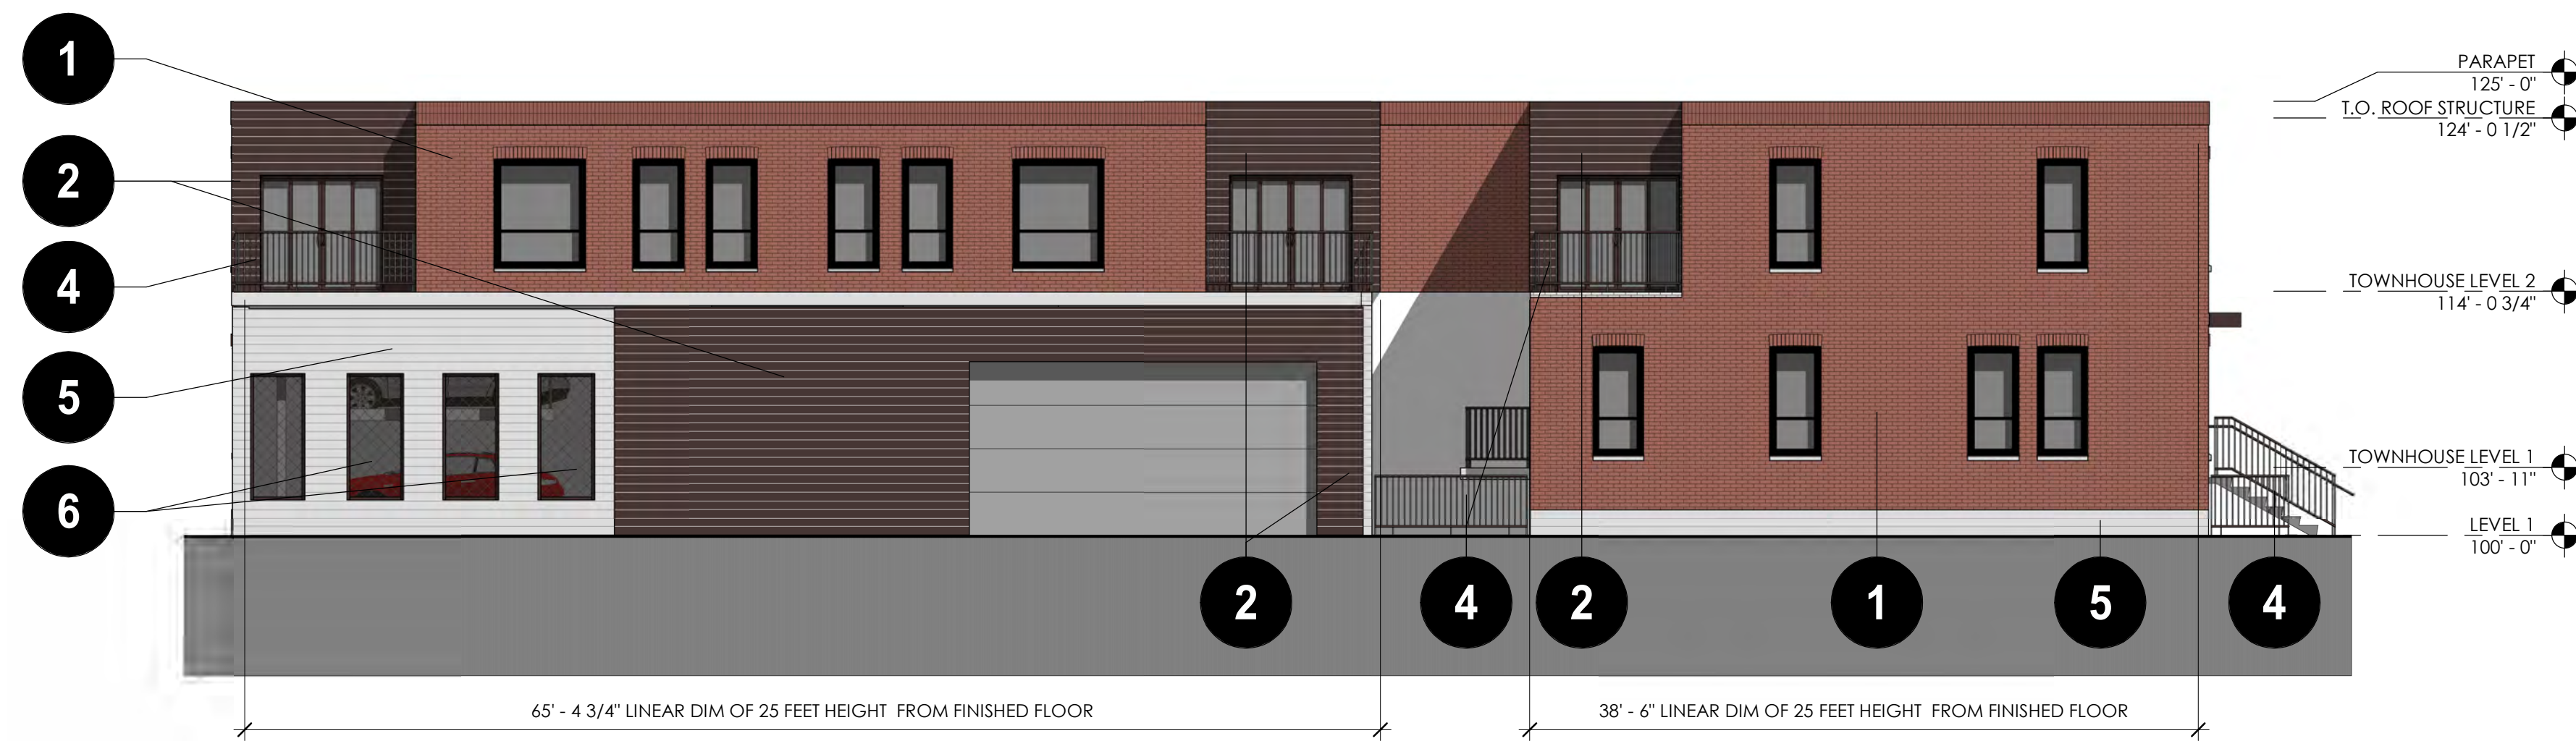 1
2
4
5
6
PARAPET
125' - 0"
T.O. ROOF STRUCTURE
124' - 0 1/2"
TOWNHOUSE LEVEL 2
114' - 0 3/4"
TOWNHOUSE LEVEL 1
103' - 11"
LEVEL 1
100' - 0"
2
4
2
1
5
4
65' - 4 3/4" LINEAR DIM OF 25 FEET HEIGHT FROM FINISHED FLOOR
38' - 6" LINEAR DIM OF 25 FEET HEIGHT FROM FINISHED FLOOR